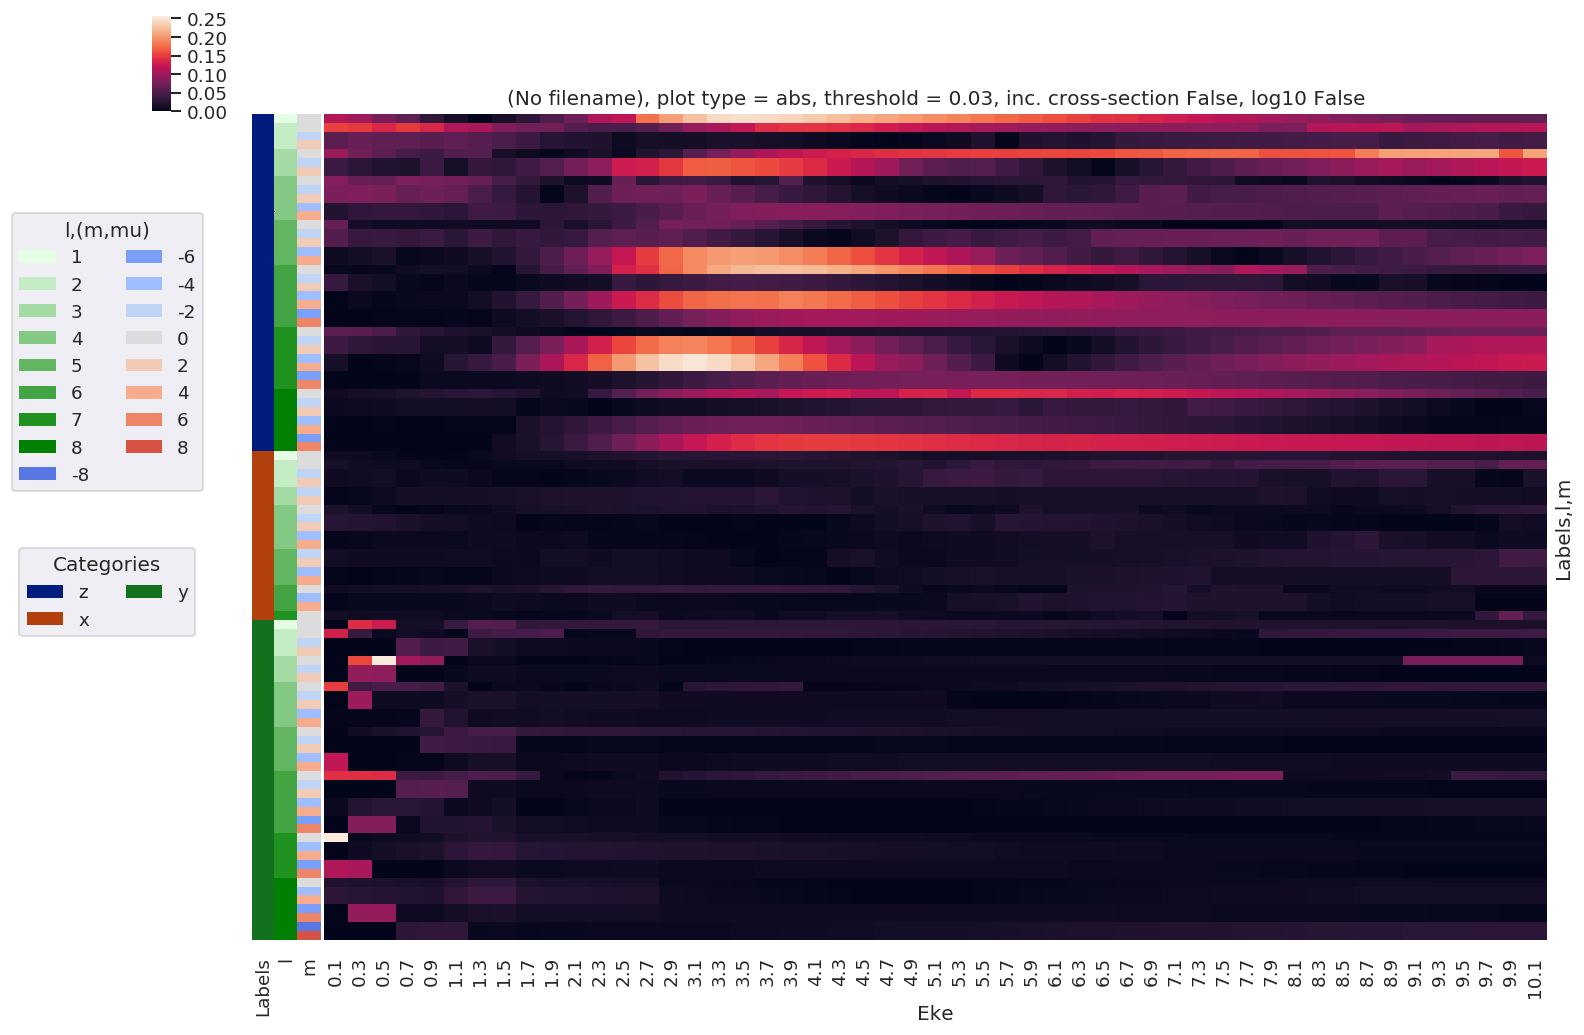 0.25
0.20
0.15
0.10
0.05
0.00
(No filename), plot type = abs, threshold = 0.03, inc. cross-section False, log10 False
l,(m,mu)
1 -6
2 -4
3 -2
4 0
5 2
6 4
7 6
8 8
-8
Categories
z y
x
Labels,l,m
Labels l m 0.1 0.3 0.5 0.7 0.9 1.1 1.3 1.5 1.7 1.9 2.1 2.3 2.5 2.7 2.9 3.1 3.3 3.5 3.7 3.9 4.1 4.3 4.5 4.7 4.9 5.1 5.3 5.5 5.7 5.9 6.1 6.3 6.5 6.7 6.9 7.1 7.3 7.5 7.7 7.9 8.1 8.3 8.5 8.7 8.9 9.1 9.3 9.5 9.7 9.9 10.1
Eke